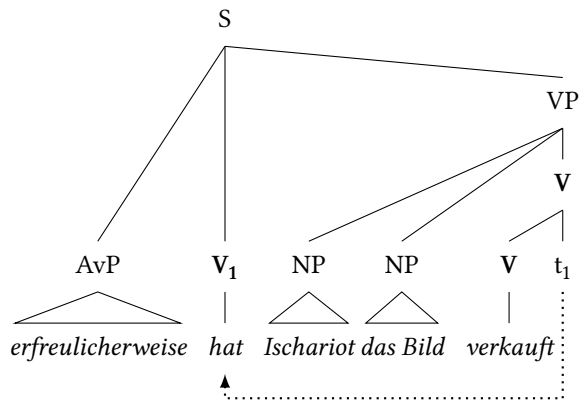 S
VP
V
AvP V₁ NP NP V t₁
erfreulicherweise hat Ischariot das Bild verkauft